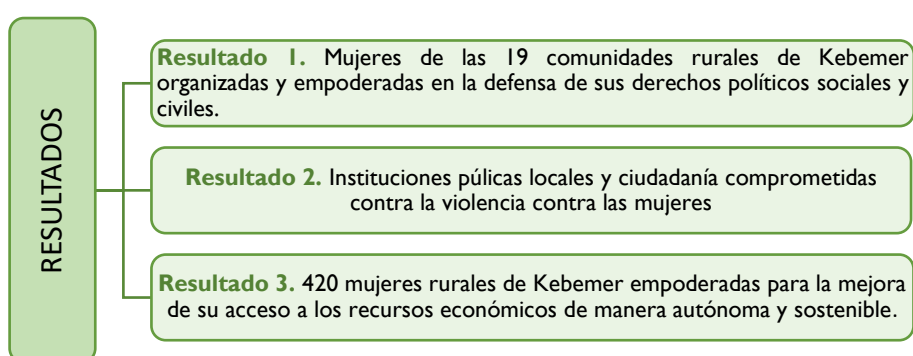 RESULTADOS
Resultado 1. Mujeres de las 19 comunidades rurales de Kebemer
organizadas y empoderadas en la defensa de sus derechos políticos sociales y
civiles.
Resultado 2. Instituciones púlicas locales y ciudadanía comprometidas
contra la violencia contra las mujeres
Resultado 3. 420 mujeres rurales de Kebemer empoderadas para la mejora
de su acceso a los recursos económicos de manera autónoma y sostenible.